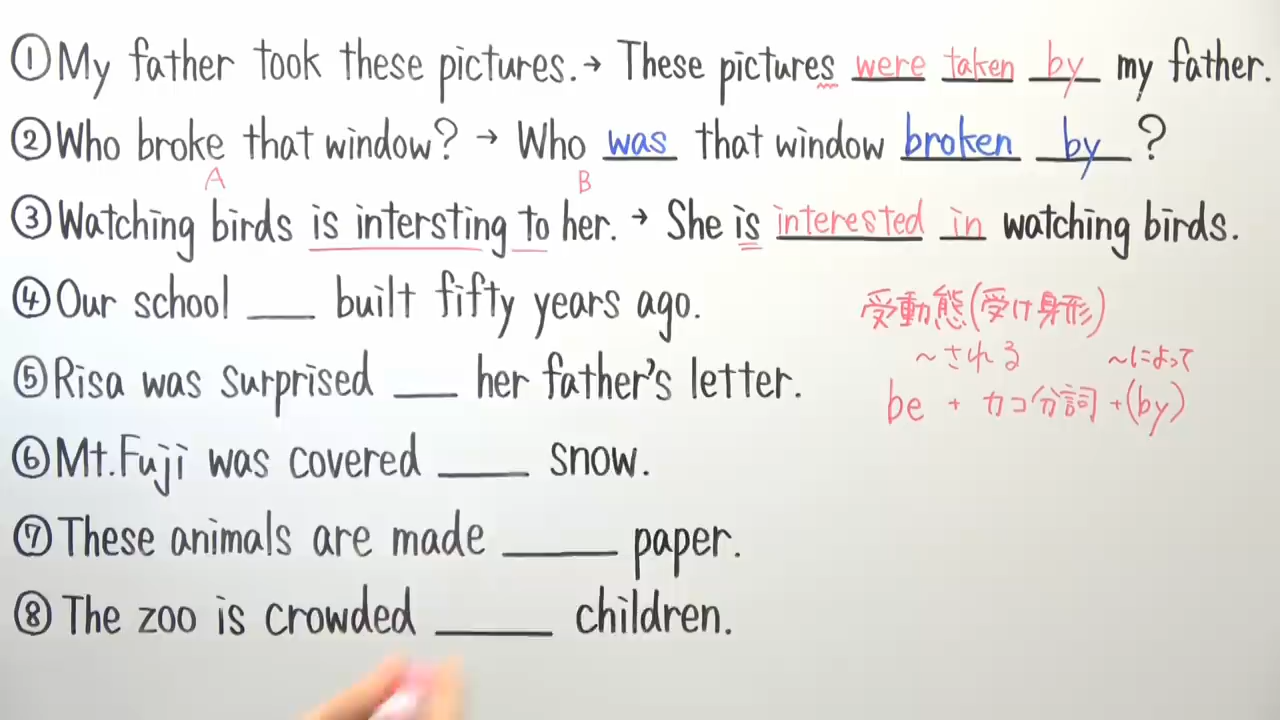 ①My father took these pictures.→ These pictures were taken by my father.
②Who broke that window? → Who was that window broken by ?
A B
③Watching birds is intersting to her. → She is interested in watching birds.
④Our school ___ built fifty years ago.
受動態(受け身形)
~される ~によって
⑤Risa was surprised ___ her father's letter.
be + カコ分詞 +(by)
⑥Mt.Fuji was covered ___ snow.
⑦These animals are made ___ paper.
⑧The zoo is crowded ___ children.